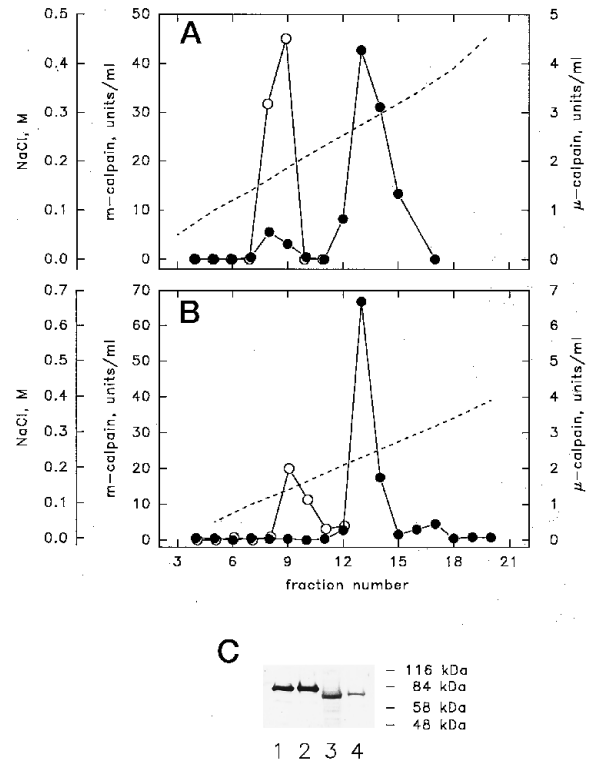 A
NaCl, M
0.5
0.4
0.3
0.2
0.1
0.0
m-calpain, units/ml
50
40
30
20
10
0
μ-calpain, units/ml
5
4
3
2
1
0
B
NaCl, M
0.7
0.6
0.5
0.4
0.3
0.2
0.1
0.0
m-calpain, units/ml
70
60
50
40
30
20
10
0
μ-calpain, units/ml
7
6
5
4
3
2
1
0
3 6 9 12 15 18 21
fraction number
C
116 kDa
84 kDa
58 kDa
48 kDa
1 2 3 4